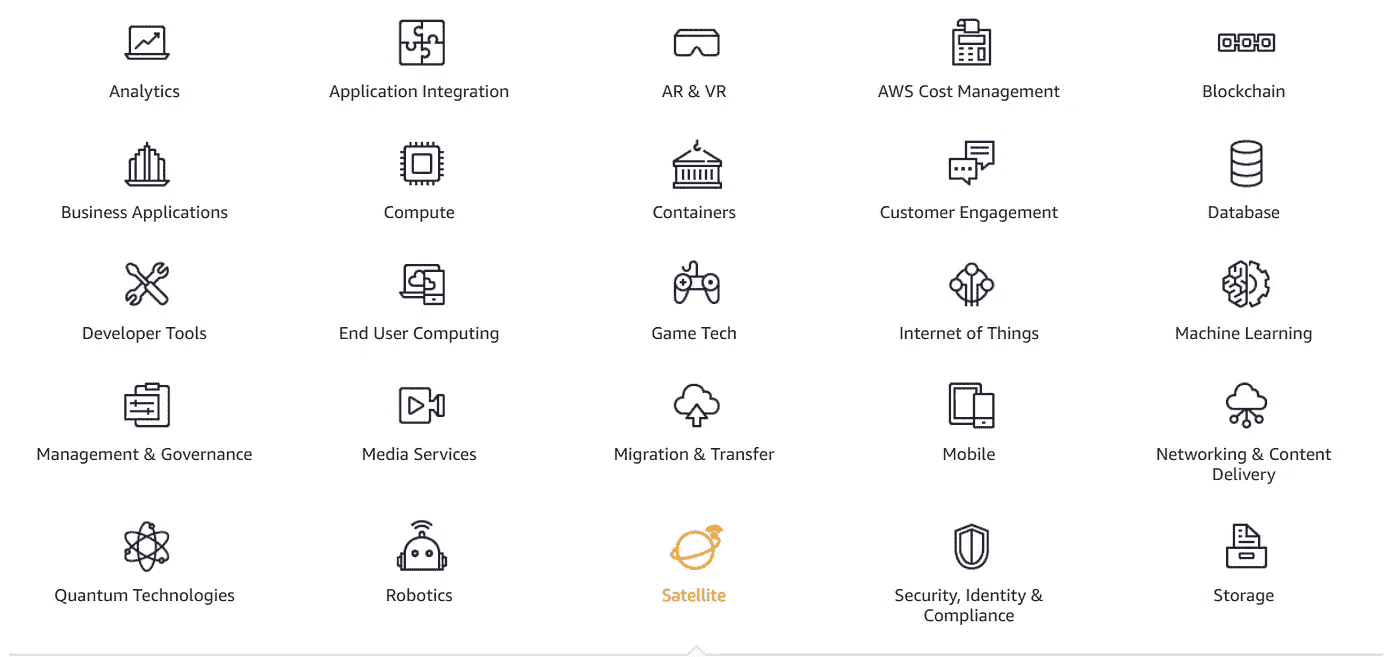 Analytics
Application Integration
AR & VR
AWS Cost Management
Blockchain
Business Applications
Compute
Containers
Customer Engagement
Database
Developer Tools
End User Computing
Game Tech
Internet of Things
Machine Learning
Management & Governance
Media Services
Migration & Transfer
Mobile
Networking & Content
Delivery
Quantum Technologies
Robotics
Satellite
Security, Identity &
Compliance
Storage